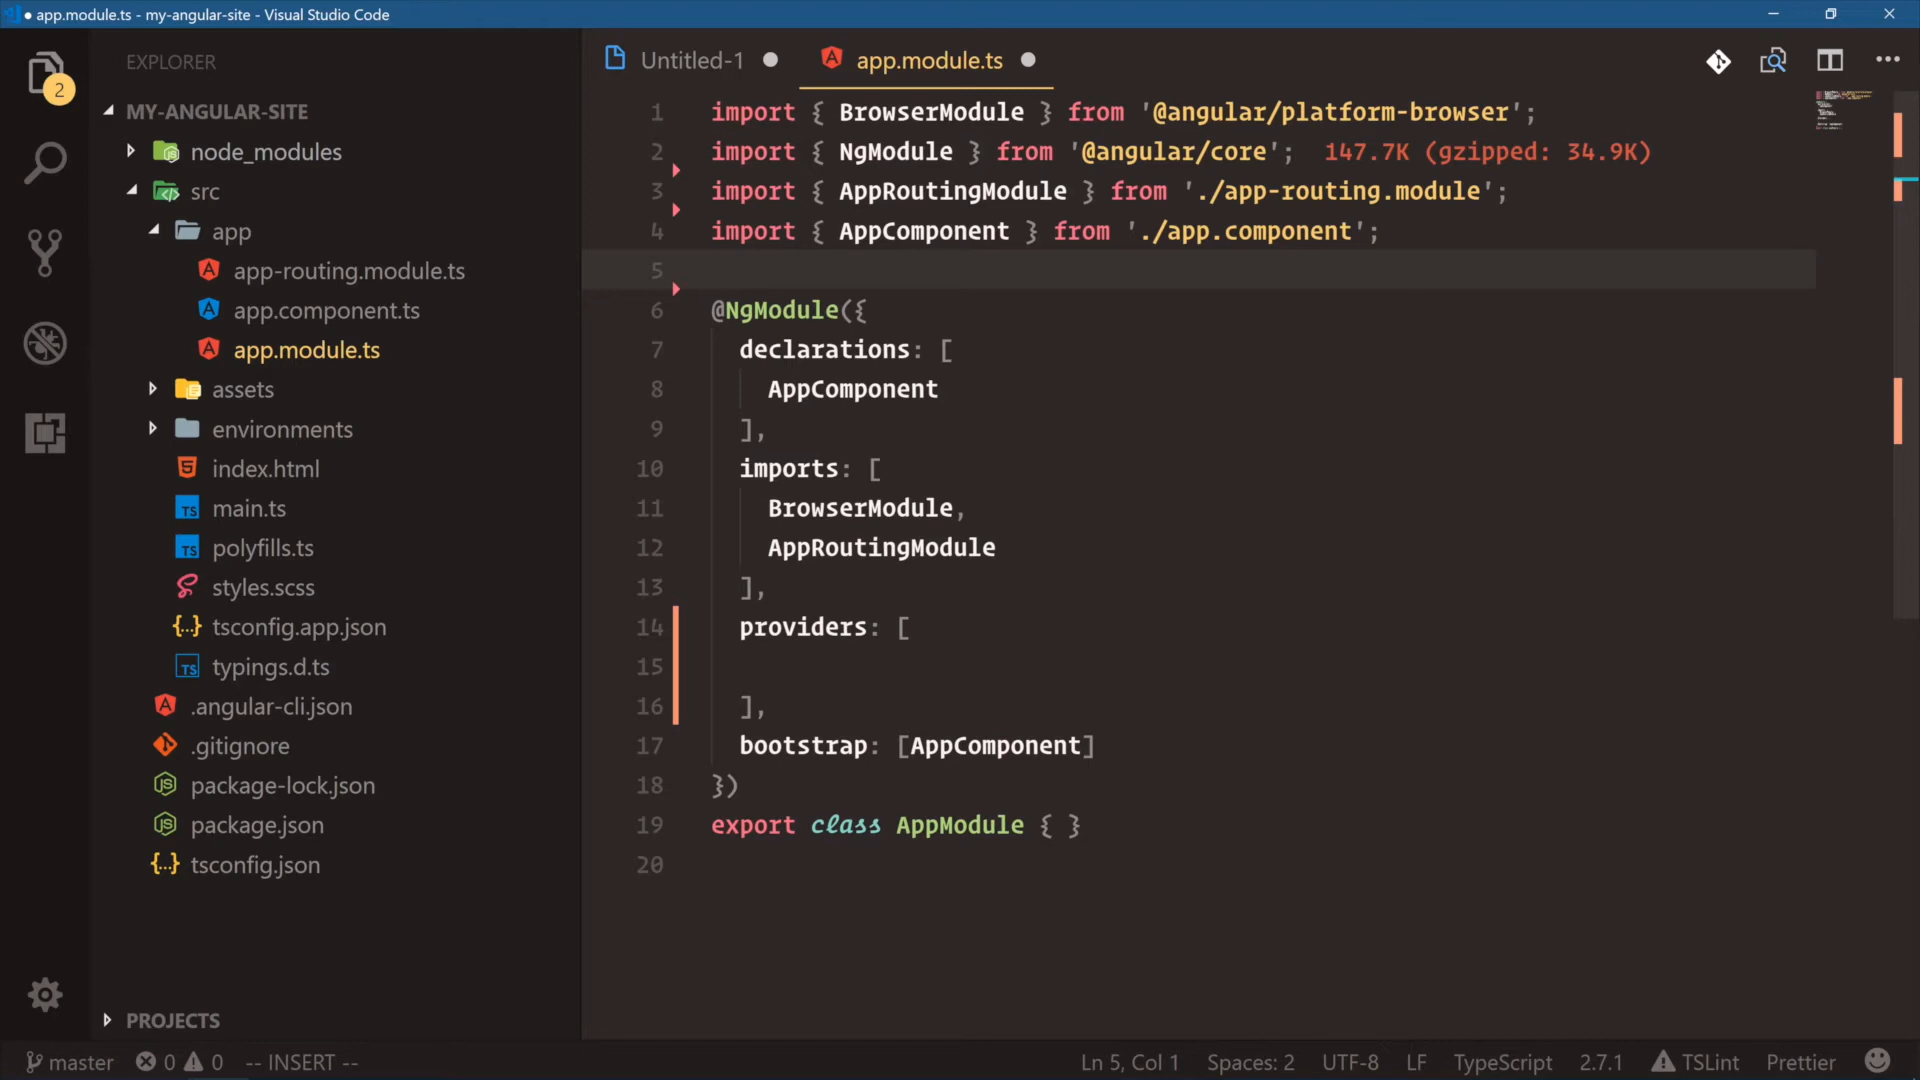 app.module.ts - my-angular-site - Visual Studio Code
2
EXPLORER
MY-ANGULAR-SITE
node_modules
src
app
app-routing.module.ts
app.component.ts
app.module.ts
assets
environments
index.html
main.ts
polyfills.ts
styles.scss
tsconfig.app.json
typings.d.ts
.angular-cli.json
.gitignore
package-lock.json
package.json
tsconfig.json
PROJECTS
Untitled-1
app.module.ts
1 import { BrowserModule } from '@angular/platform-browser';
2 import { NgModule } from '@angular/core'; 147.7K (gzipped: 34.9K)
3 import { AppRoutingModule } from './app-routing.module';
4 import { AppComponent } from './app.component';
5
6 @NgModule({
7 declarations: [
8 AppComponent
9 ],
10 imports: [
11 BrowserModule,
12 AppRoutingModule
13 ],
14 providers: [
15
16 ],
17 bootstrap: [AppComponent]
18 })
19 export class AppModule { }
20
master 0 0 -- INSERT -- Ln 5, Col 1 Spaces: 2 UTF-8 LF TypeScript 2.7.1 TSLint Prettier